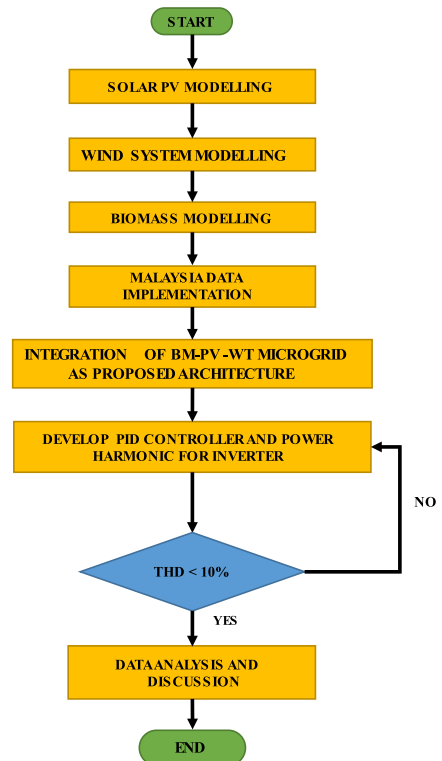 START
SOLAR PV MODELLING
WIND SYSTEM MODELLING
BIOMASS MODELLING
MALAYSIA DATA
IMPLEMENTATION
INTEGRATION OF BM-PV-WT MICROGRID
AS PROPOSED ARCHITECTURE
DEVELOP PID CONTROLLER AND POWER
HARMONIC FOR INVERTER
NO
THD < 10%
YES
DATA ANALYSIS AND
DISCUSSION
END